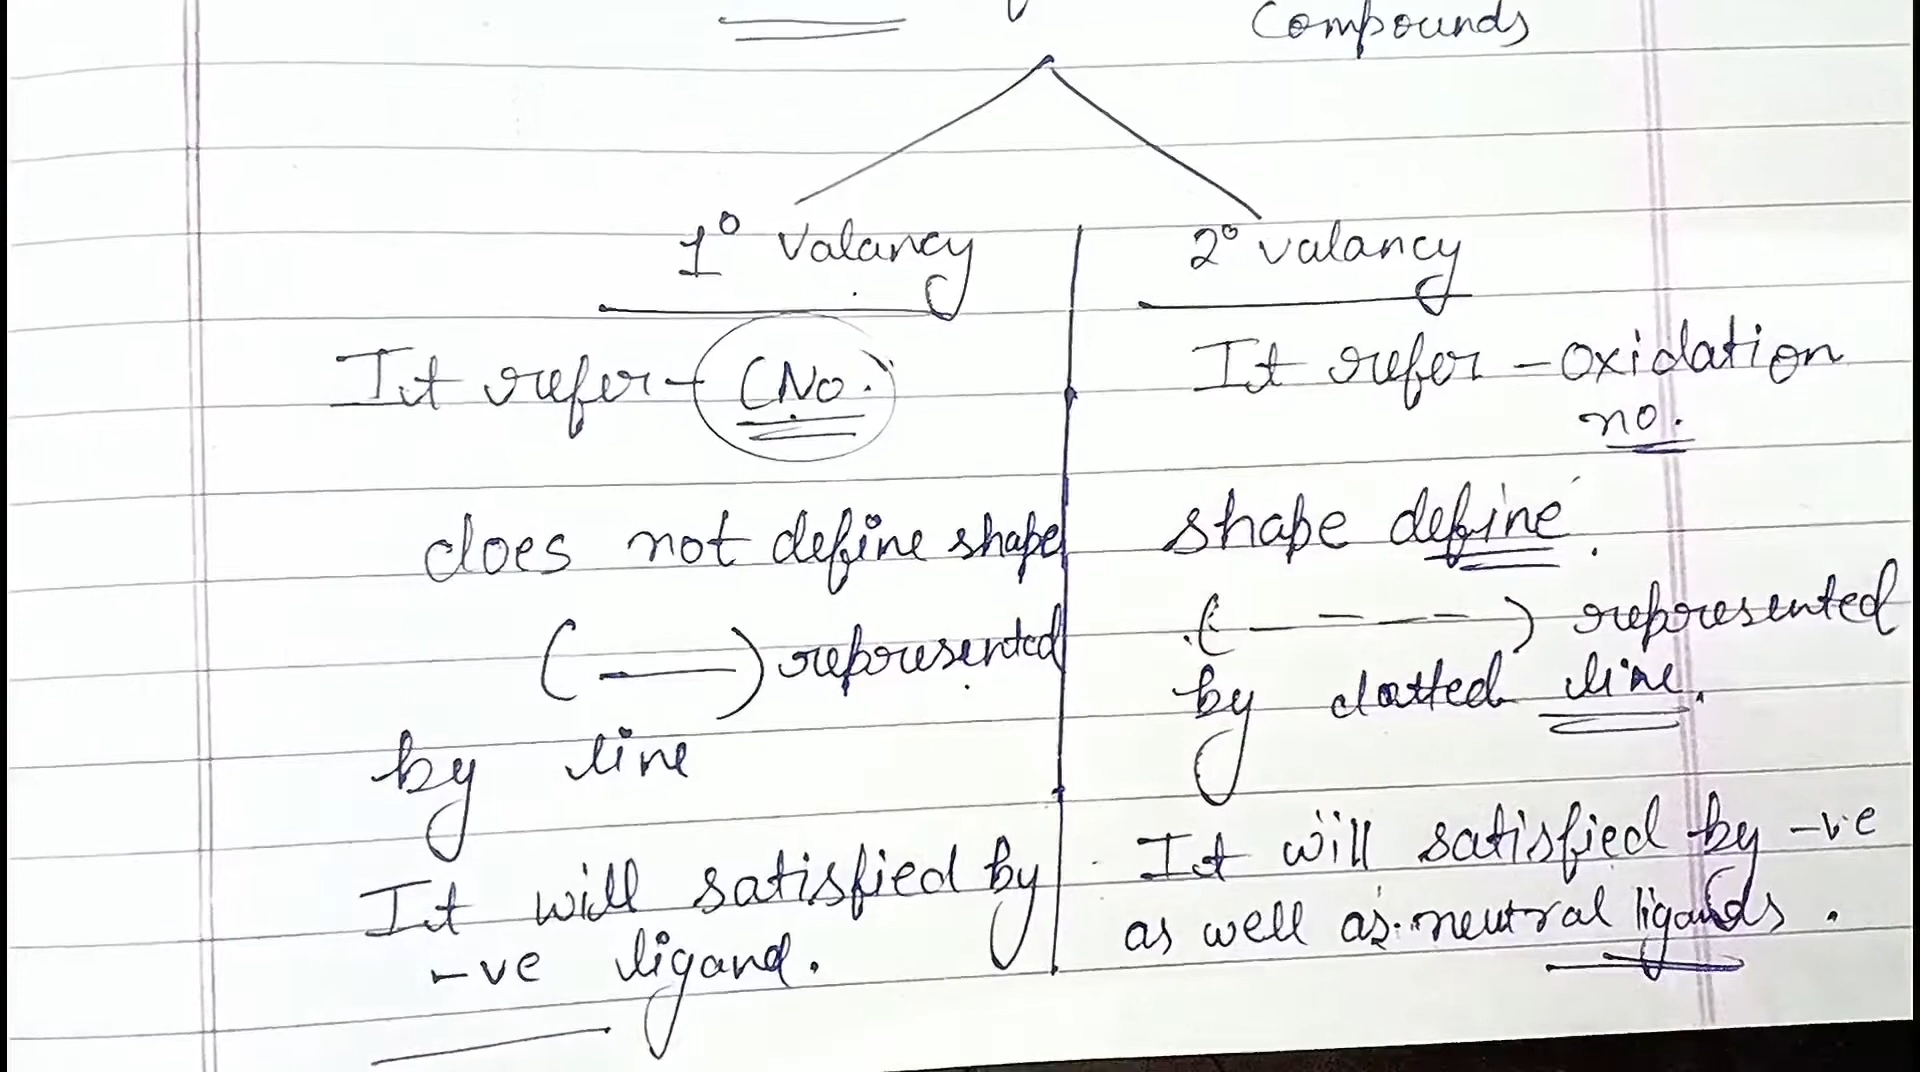 Compounds
1° Valancy
It refer - (No.)
does not define shape
( — ) represented
by line
It will satisfied by
-ve ligand.
2° valancy
It refer - oxidation
no.
shape define.
( - - - - ) represented
by dotted line.
It will satisfied by -ve
as well as neutral ligands.